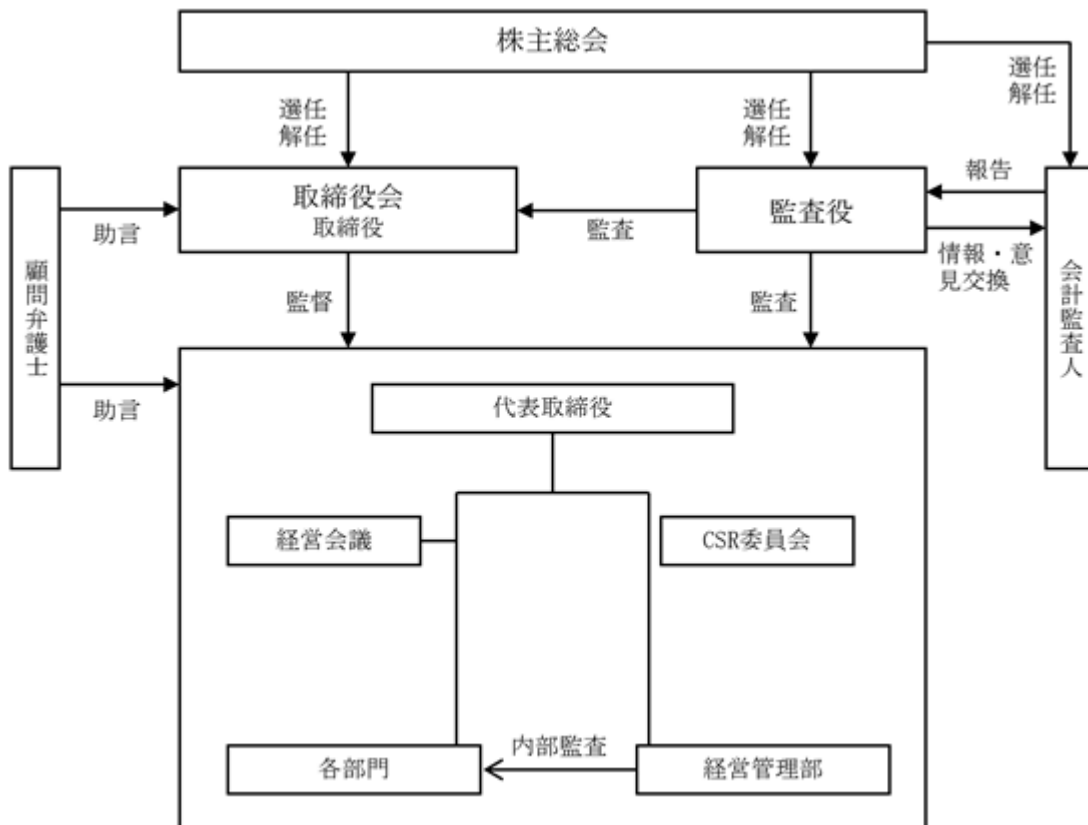 株主総会
選任
解任
選任
解任
選任
解任
取締役会
取締役
監査役
監査
報告
情報・意
見交換
会計監査人
顧問弁護士
助言
助言
監督
監査
代表取締役
経営会議
CSR委員会
各部門
内部監査
経営管理部